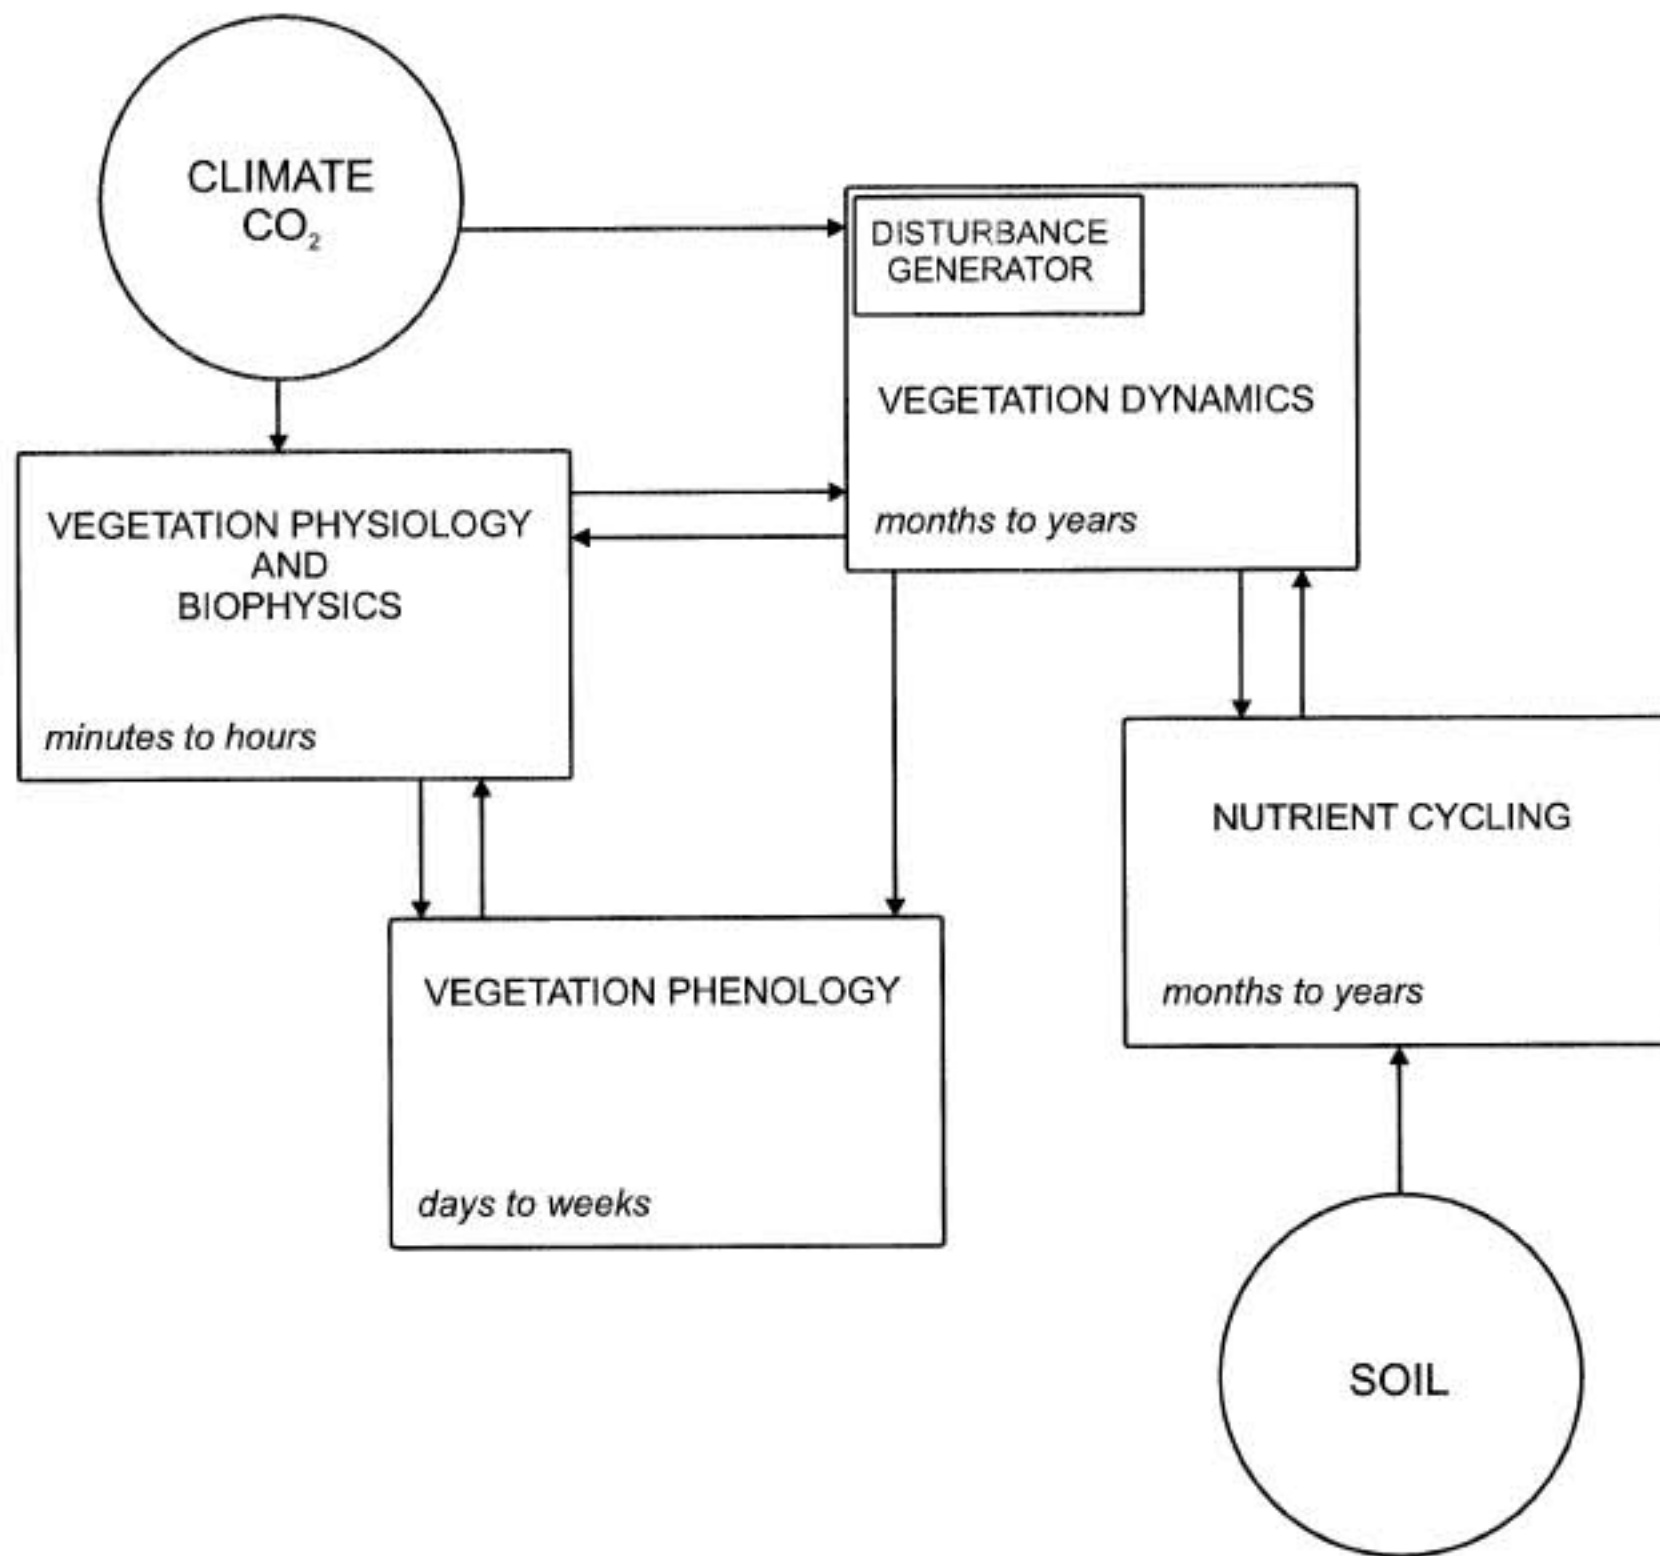 CLIMATE
CO₂
DISTURBANCE
GENERATOR
VEGETATION DYNAMICS
months to years
VEGETATION PHYSIOLOGY
AND
BIOPHYSICS
minutes to hours
NUTRIENT CYCLING
months to years
VEGETATION PHENOLOGY
days to weeks
SOIL